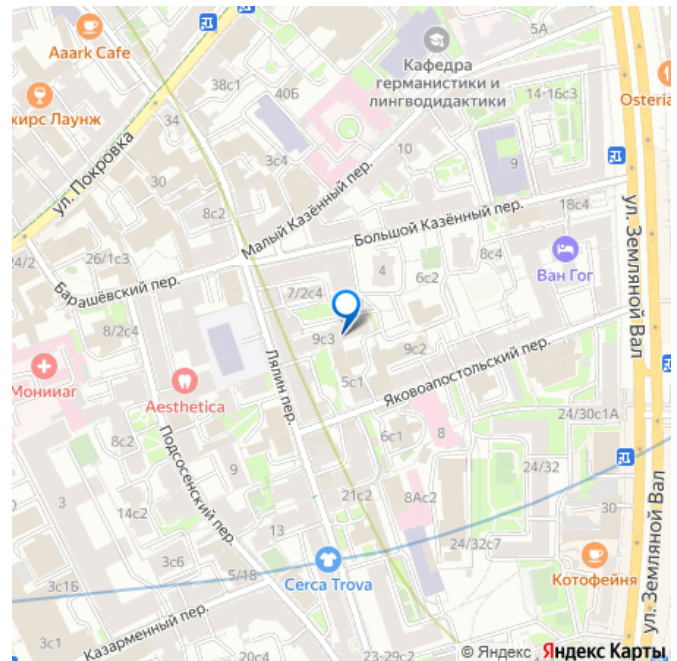 Aaark Cafe
5А
Кафедра
германистики и
лингводидактики
38с1
40Б
14-16с3
Osteria
кирс Лаунж
34
ул. Покровка
3с4
10
9
30
Малый Казённый пер.
8с2
18с4
ул. Земляной Вал
Большой Казённый пер.
24/2
26/1с3
Барашёвский пер.
4
6с2
8с4
Ван Гог
7/2с4
8/2с4
9с3
9с2
Лялин пер.
Яковоапостольский пер.
Монииаг
Aesthetica
5с1
24/30с1А
8с2
Подсосенский пер.
6с1
8
9
24/32
3
14с2
21с2
8Ас2
13
30
24/32с7
ул. Земляной Вал
3с6
5/18
Cerca Trova
Котофейня
3с1Б
Казарменный пер.
3с1
20с4
23-29с2
© Яндекс
Яндекс Карты